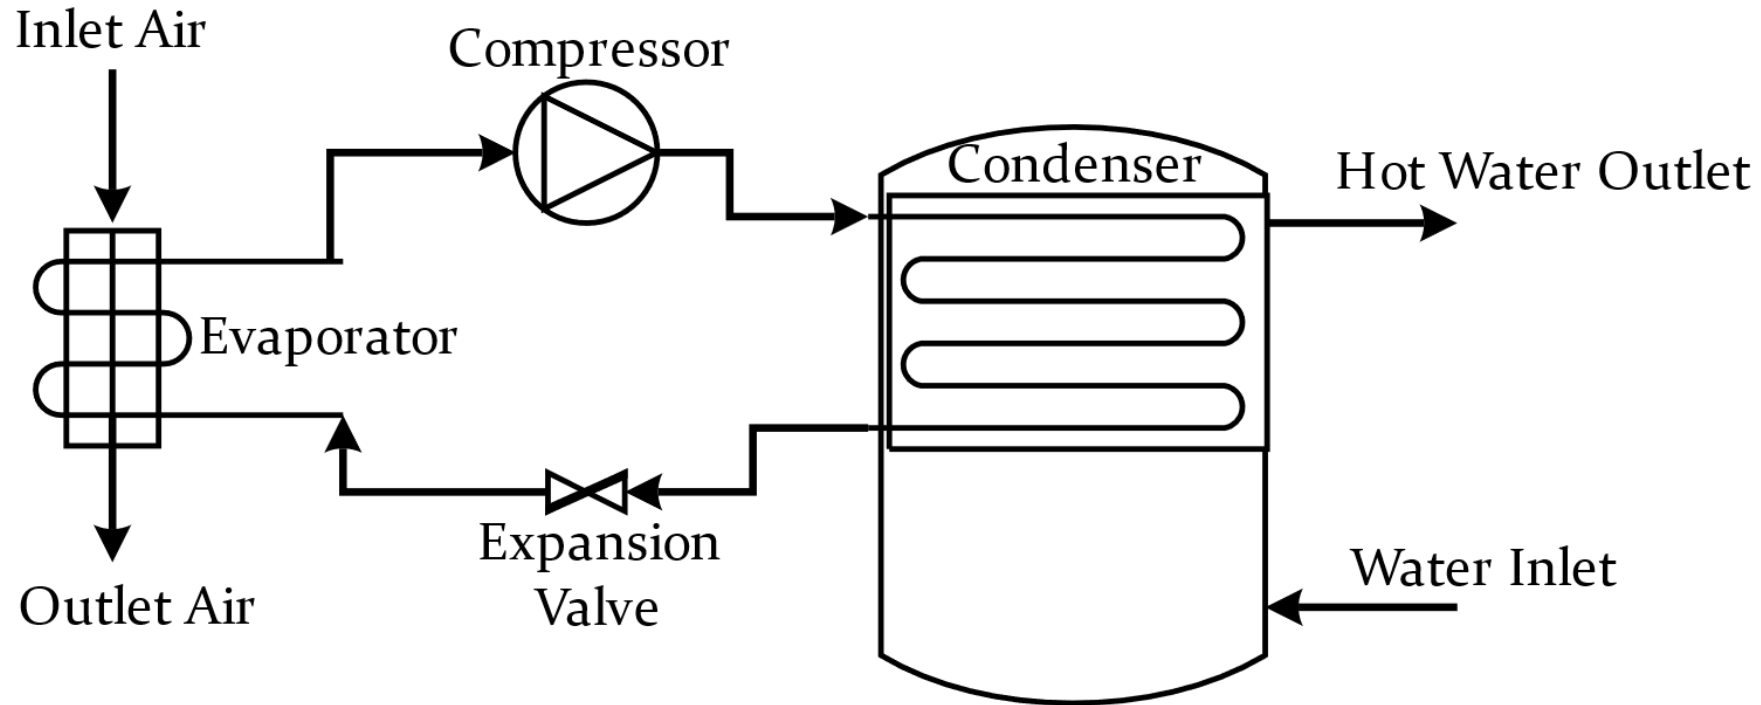 Inlet Air
Compressor
Condenser
Hot Water Outlet
Evaporator
Expansion
Valve
Water Inlet
Outlet Air